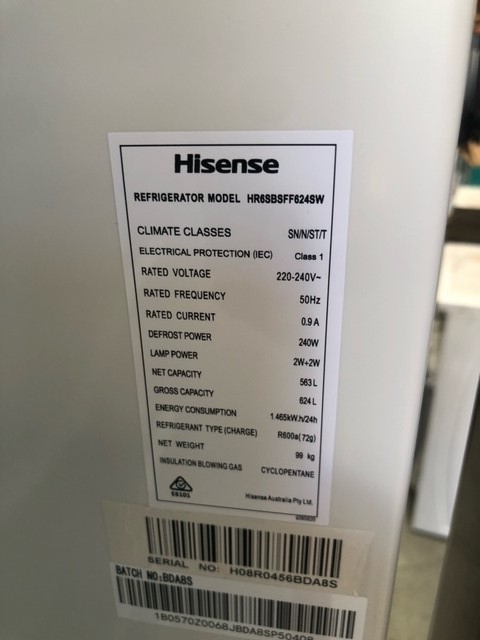 Hisense
REFRIGERATOR MODEL HR6SBSFF624SW
CLIMATE CLASSES SN/N/ST/T
ELECTRICAL PROTECTION (IEC) Class 1
RATED VOLTAGE 220-240V~
RATED FREQUENCY 50Hz
RATED CURRENT 0.9 A
DEFROST POWER 240W
LAMP POWER 2W+2W
NET CAPACITY 563 L
GROSS CAPACITY 624 L
ENERGY CONSUMPTION 1.465kW.h/24h
REFRIGERANT TYPE (CHARGE) R600a(72g)
NET WEIGHT 99 kg
INSULATION BLOWING GAS CYCLOPENTANE
E6101 Hisense Australia Pty Ltd.
SERIAL NO: H08R0456BDA8S
BATCH NO:BDA8S